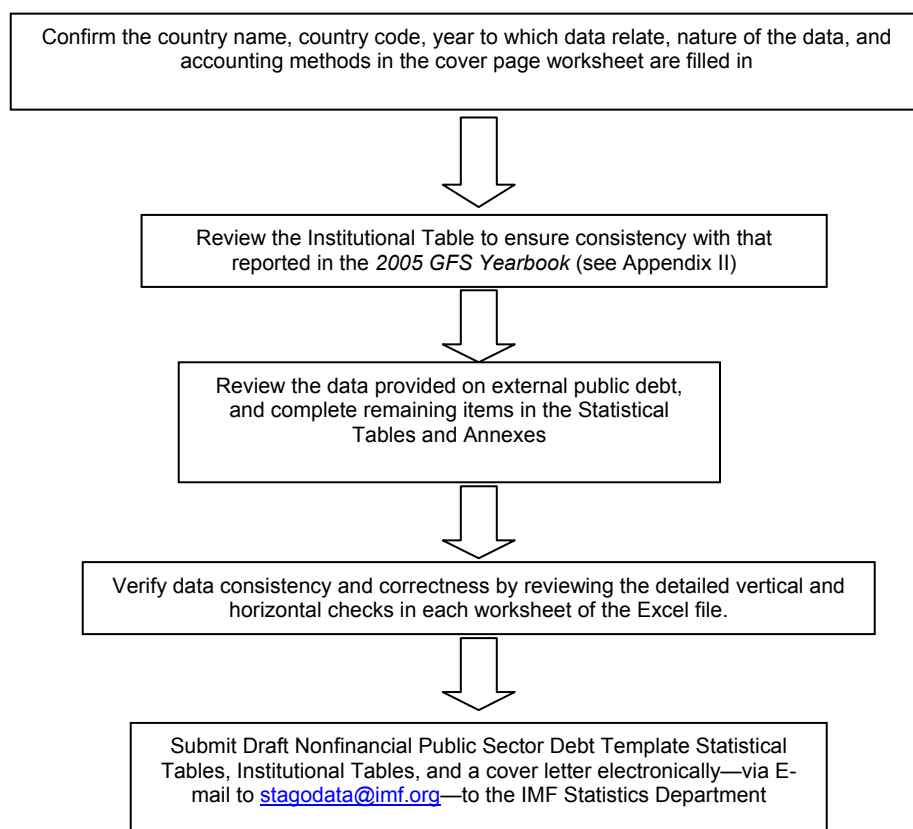 Confirm the country name, country code, year to which data relate, nature of the data, and
accounting methods in the cover page worksheet are filled in
Review the Institutional Table to ensure consistency with that
reported in the 2005 GFS Yearbook (see Appendix II)
Review the data provided on external public debt,
and complete remaining items in the Statistical
Tables and Annexes
Verify data consistency and correctness by reviewing the detailed vertical and
horizontal checks in each worksheet of the Excel file.
Submit Draft Nonfinancial Public Sector Debt Template Statistical
Tables, Institutional Tables, and a cover letter electronically—via E-
mail to stagodata@imf.org—to the IMF Statistics Department